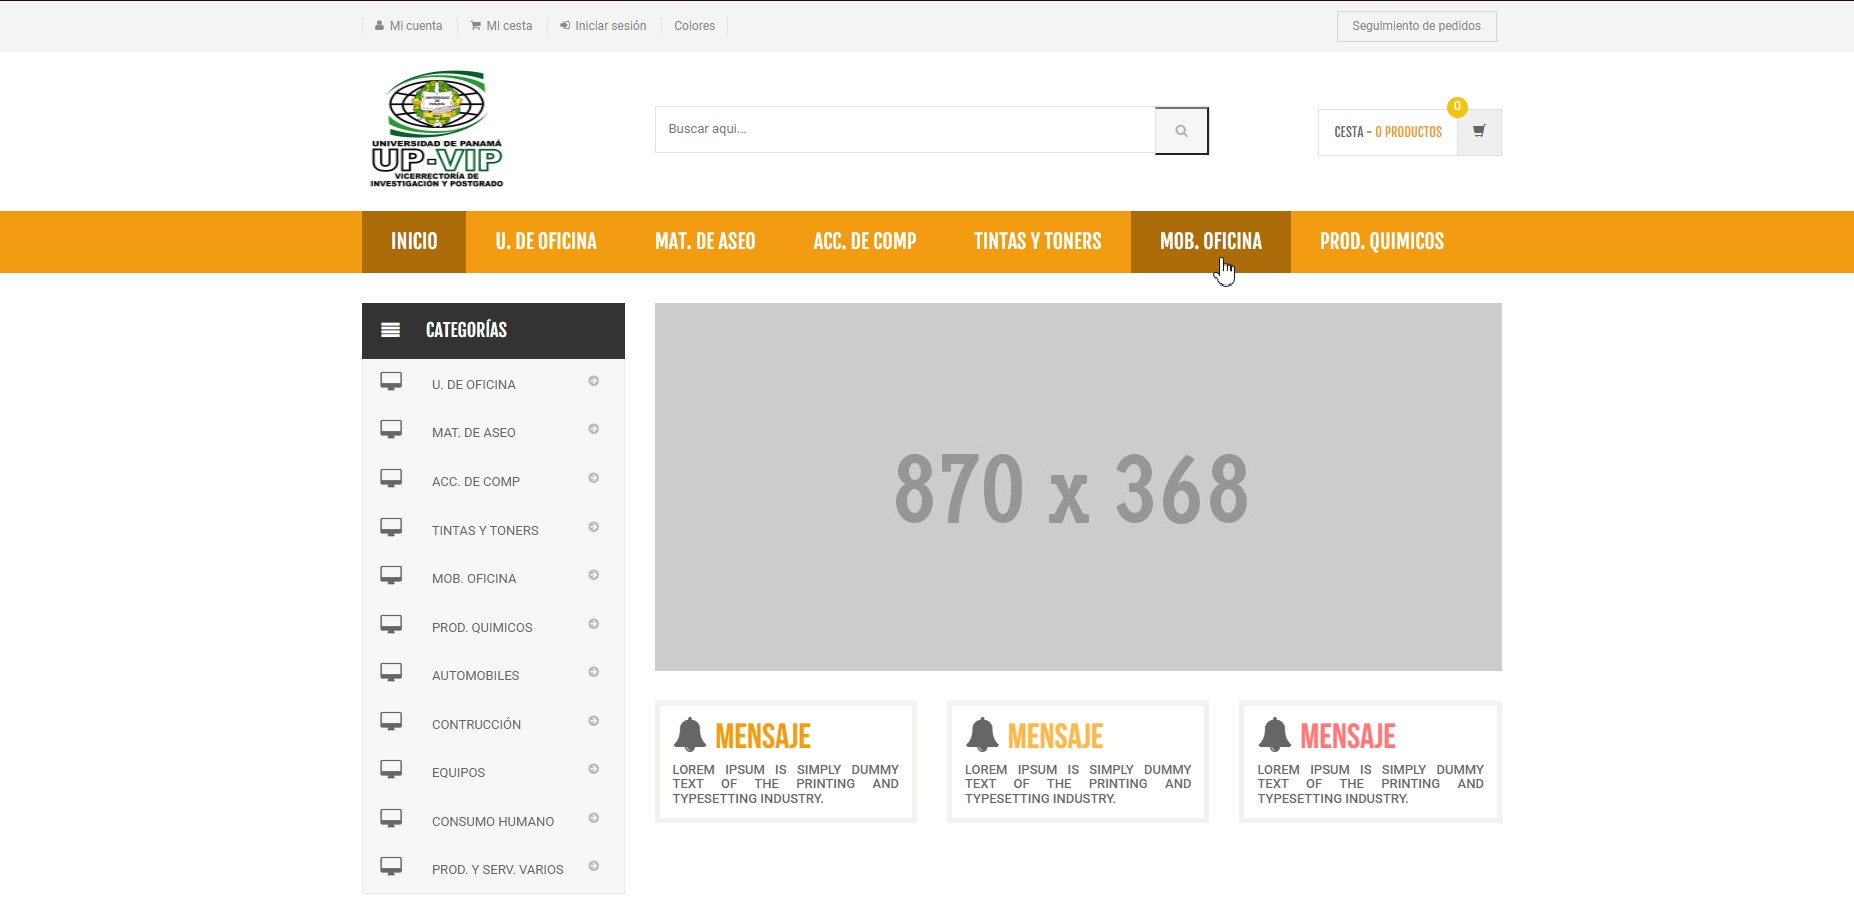 Mi cuenta
Mi cesta
Iniciar sesión
Colores
Seguimiento de pedidos
UNIVERSIDAD DE PANAMÁ
UP-VIP
VICERRECTORÍA DE
INVESTIGACIÓN Y POSTGRADO
Buscar aqui...
CESTA - 0 PRODUCTOS
0
INICIO
U. DE OFICINA
MAT. DE ASEO
ACC. DE COMP
TINTAS Y TONERS
MOB. OFICINA
PROD. QUIMICOS
CATEGORÍAS
U. DE OFICINA
MAT. DE ASEO
ACC. DE COMP
TINTAS Y TONERS
MOB. OFICINA
PROD. QUIMICOS
AUTOMOBILES
CONTRUCCIÓN
EQUIPOS
CONSUMO HUMANO
PROD. Y SERV. VARIOS
870 x 368
MENSAJE
LOREM IPSUM IS SIMPLY DUMMY
TEXT OF THE PRINTING AND
TYPESETTING INDUSTRY.
MENSAJE
LOREM IPSUM IS SIMPLY DUMMY
TEXT OF THE PRINTING AND
TYPESETTING INDUSTRY.
MENSAJE
LOREM IPSUM IS SIMPLY DUMMY
TEXT OF THE PRINTING AND
TYPESETTING INDUSTRY.